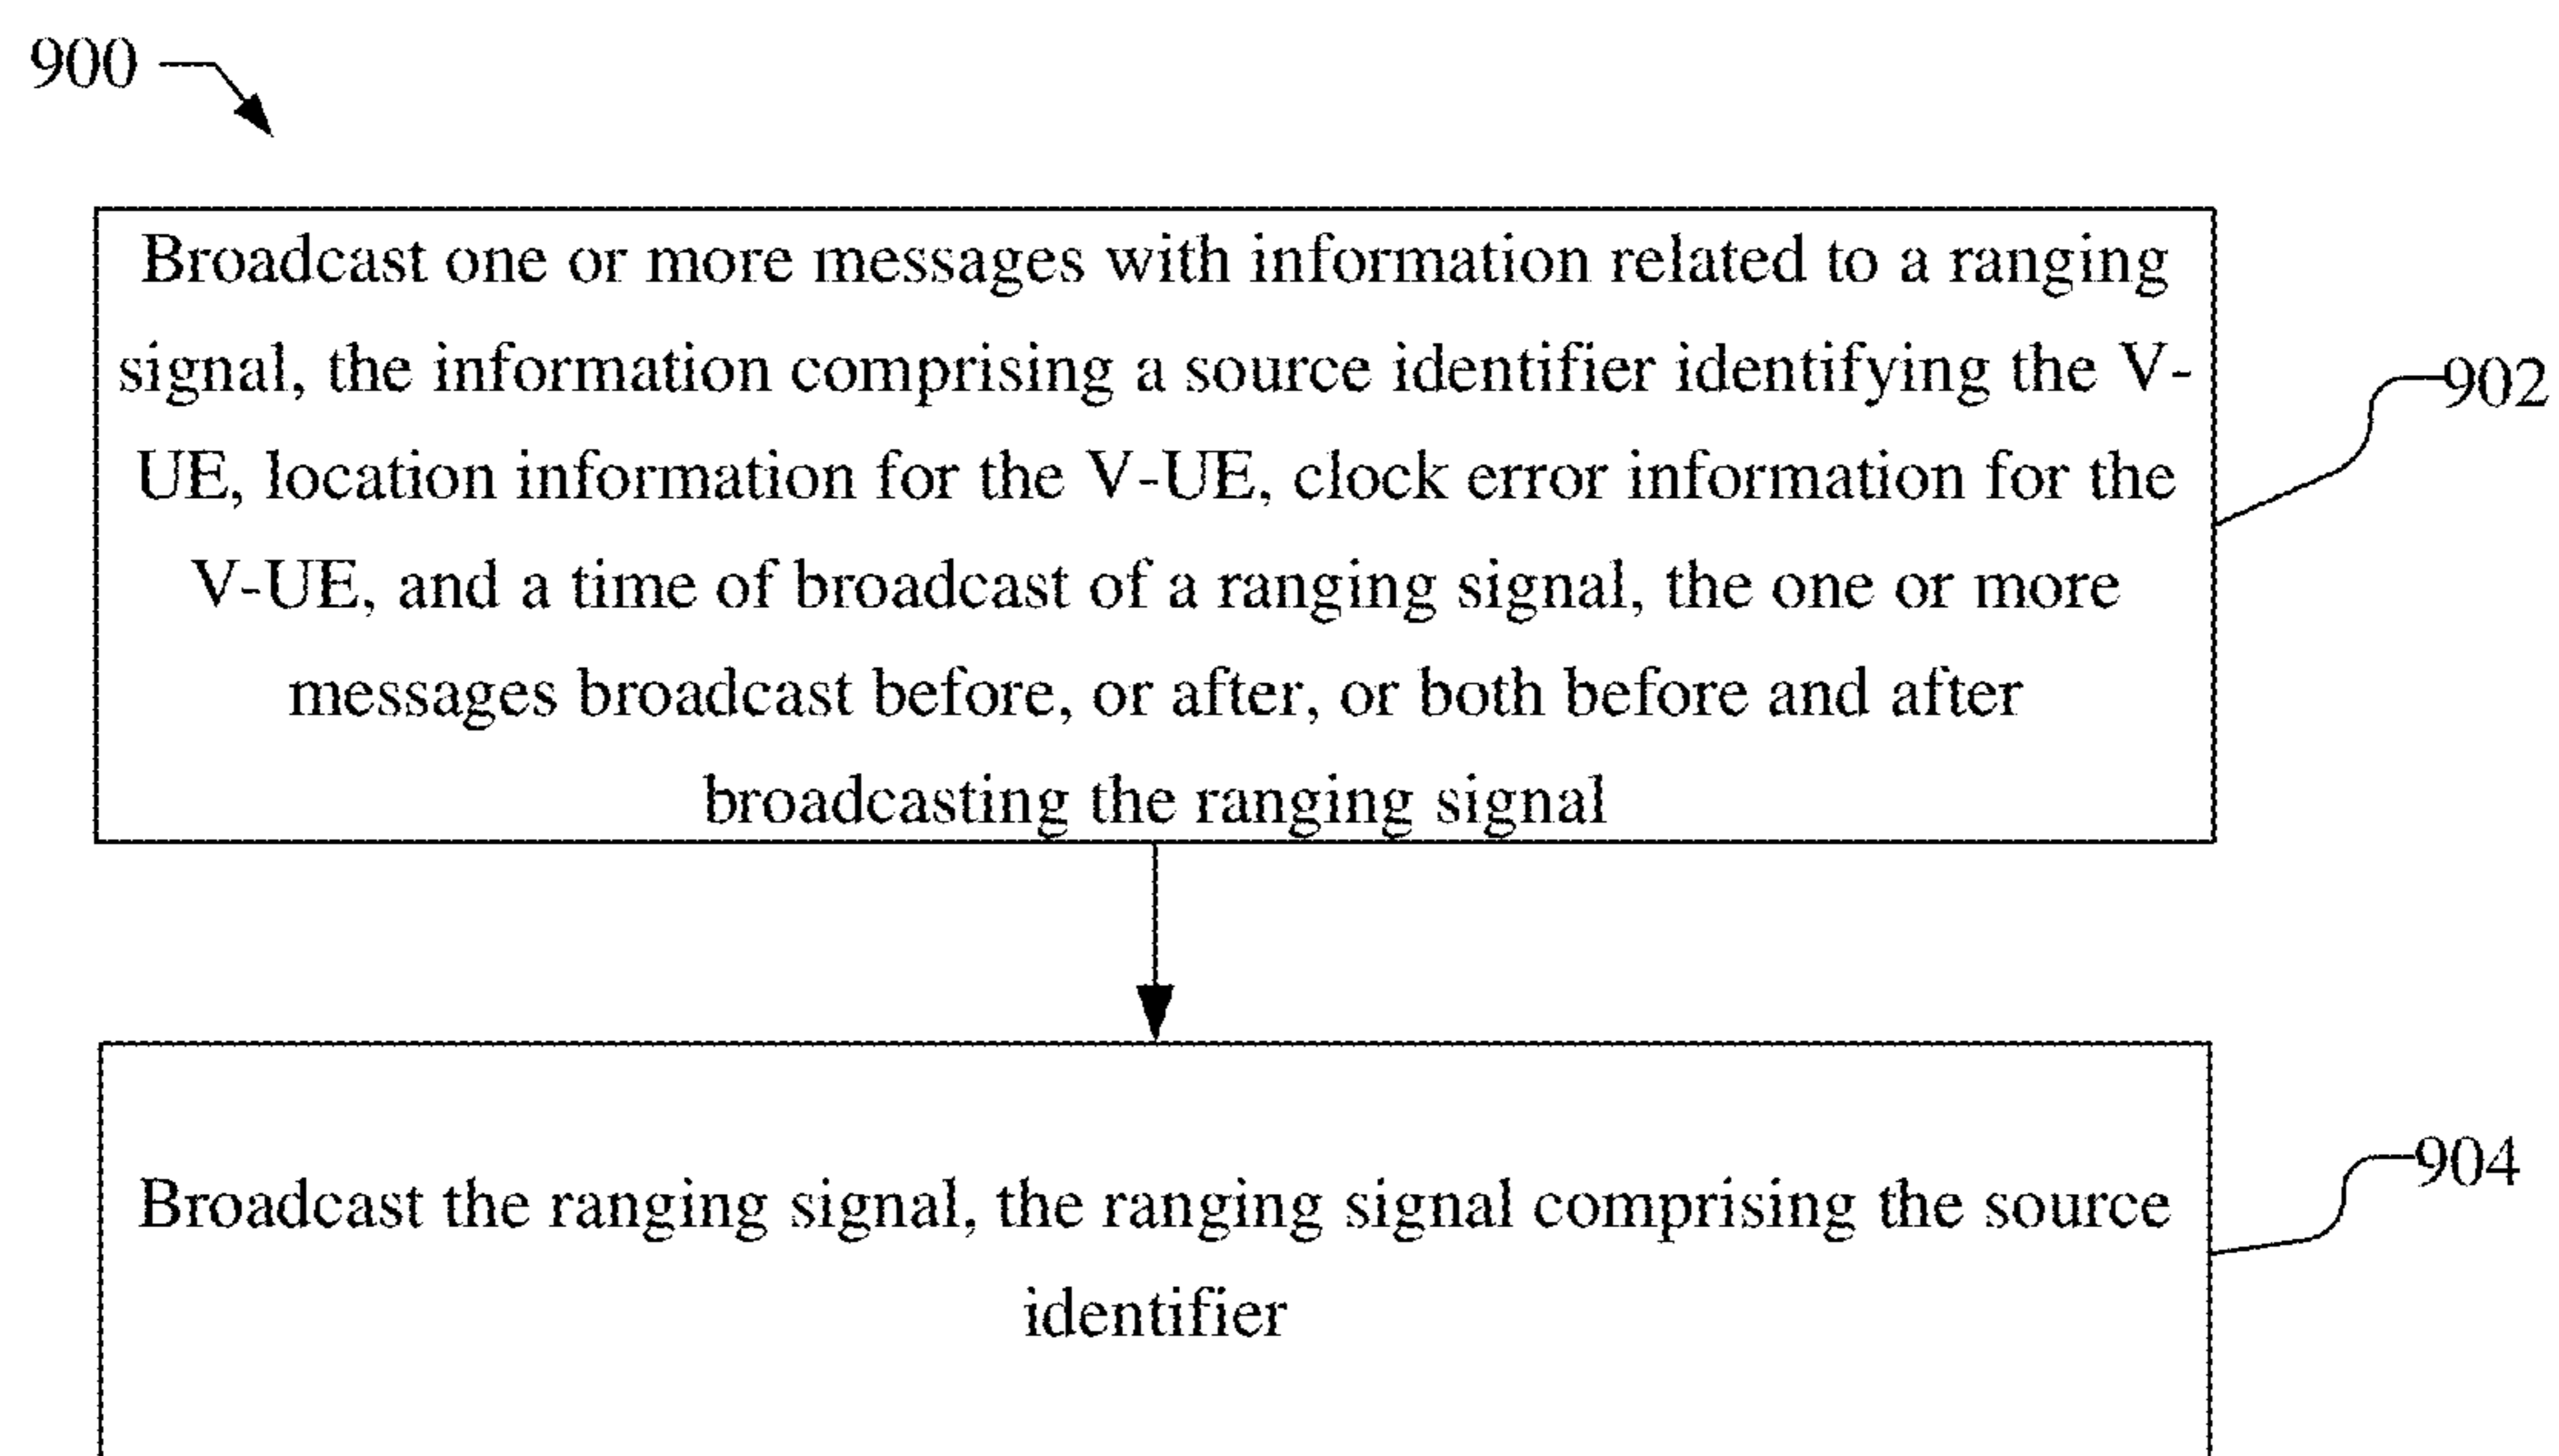 900
Broadcast one or more messages with information related to a ranging
signal, the information comprising a source identifier identifying the V-
UE, location information for the V-UE, clock error information for the
V-UE, and a time of broadcast of a ranging signal, the one or more
messages broadcast before, or after, or both before and after
broadcasting the ranging signal
902
Broadcast the ranging signal, the ranging signal comprising the source
identifier
904